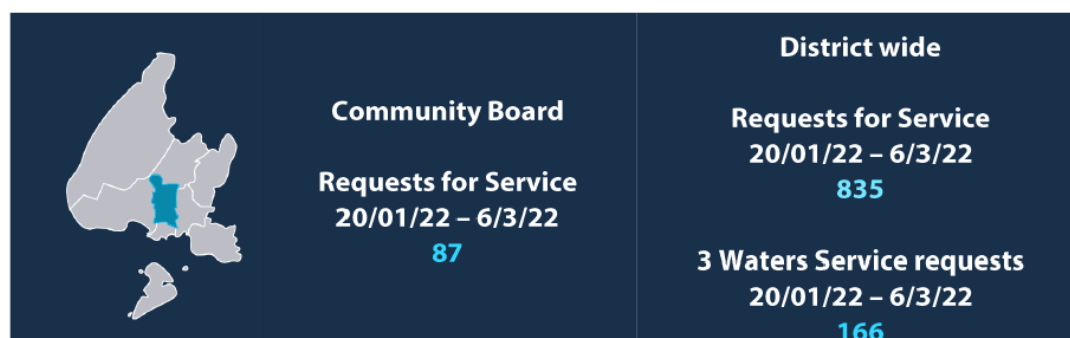 Community Board
Requests for Service
20/01/22 – 6/3/22
87
District wide
Requests for Service
20/01/22 – 6/3/22
835
3 Waters Service requests
20/01/22 – 6/3/22
166